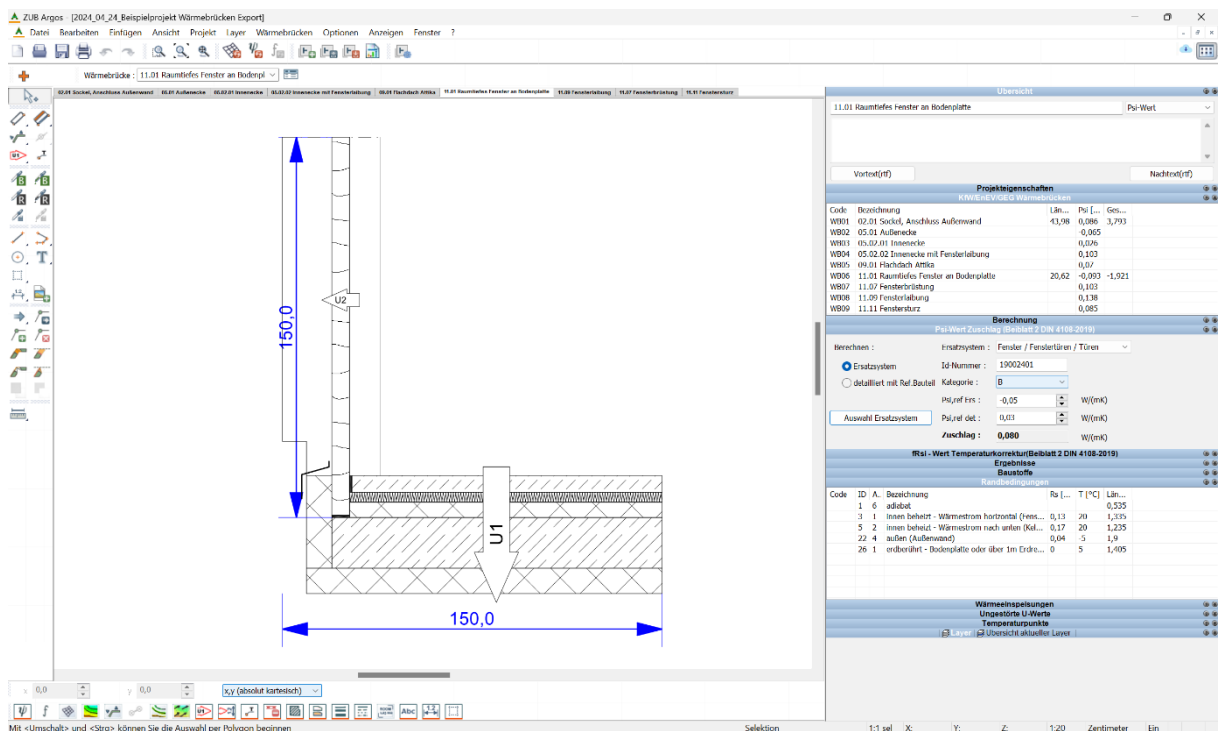 ZUB Argos - [2024_04_24_Beispielprojekt Wärmebrücken Export]
Datei Bearbeiten Einfügen Ansicht Projekt Layer Wärmebrücken Optionen Anzeigen Fenster ?
Wärmebrücke : 11.01 Raumtiefes Fenster an Bodenpl
02.01 Sockel, Anschluss Außenwand 05.01 Außenecke 05.02.01 Innenecke 05.02.02 Innenecke mit Fensterlaibung 09.01 Flachdach Attika 11.01 Raumtiefes Fenster an Bodenplatte 11.09 Fensterlaibung 11.07 Fensterbrüstung 11.11 Fenstersturz
U2
150,0
U1
150,0
Übersicht
11.01 Raumtiefes Fenster an Bodenplatte Psi-Wert
Vortext(rtf) Nachtext(rtf)
Projekteigenschaften
KfW/EnEV/GEG Wärmebrücken
Code Bezeichnung Län... Psi [... Ges...
WB01 02.01 Sockel, Anschluss Außenwand 43,98 0,086 3,793
WB02 05.01 Außenecke -0,065
WB03 05.02.01 Innenecke 0,026
WB04 05.02.02 Innenecke mit Fensterlaibung 0,103
WB05 09.01 Flachdach Attika 0,07
WB06 11.01 Raumtiefes Fenster an Bodenplatte 20,62 -0,093 -1,921
WB07 11.07 Fensterbrüstung 0,103
WB08 11.09 Fensterlaibung 0,138
WB09 11.11 Fenstersturz 0,085
Berechnung
Psi-Wert Zuschlag (Beiblatt 2 DIN 4108-2019)
Berechnen : Ersatzsystem : Fenster / Fenstertüren / Türen
Ersatzsystem Id-Nummer : 19002401
detailliert mit Ref.Bauteil Kategorie : B
Psi,ref Ers : -0,05 W/(mK)
Auswahl Ersatzsystem Psi,ref det : 0,03 W/(mK)
Zuschlag : 0,080 W/(mK)
fRsi - Wert Temperaturkorrektur(Beiblatt 2 DIN 4108-2019)
Ergebnisse
Baustoffe
Randbedingungen
Code ID A.. Bezeichnung Rs [... T [°C] Län...
1 6 adiabat 0,535
3 1 innen beheizt - Wärmestrom horizontal (Fens... 0,13 20 1,335
5 2 innen beheizt - Wärmestrom nach unten (Kel... 0,17 20 1,235
22 4 außen (Außenwand) 0,04 -5 1,9
26 1 erdberührt - Bodenplatte oder über 1m Erdre... 0 5 1,405
Wärmeeinspeisungen
Ungestörte U-Werte
Temperaturpunkte
Layer Übersicht aktueller Layer
x 0,0 y 0,0 x,y (absolut kartesisch)
Abc
Mit <Umschalt> und <Strg> können Sie die Auswahl per Polygon beginnen Selektion 1:1 sel X: Y: Z: 1:20 Zentimeter Ein